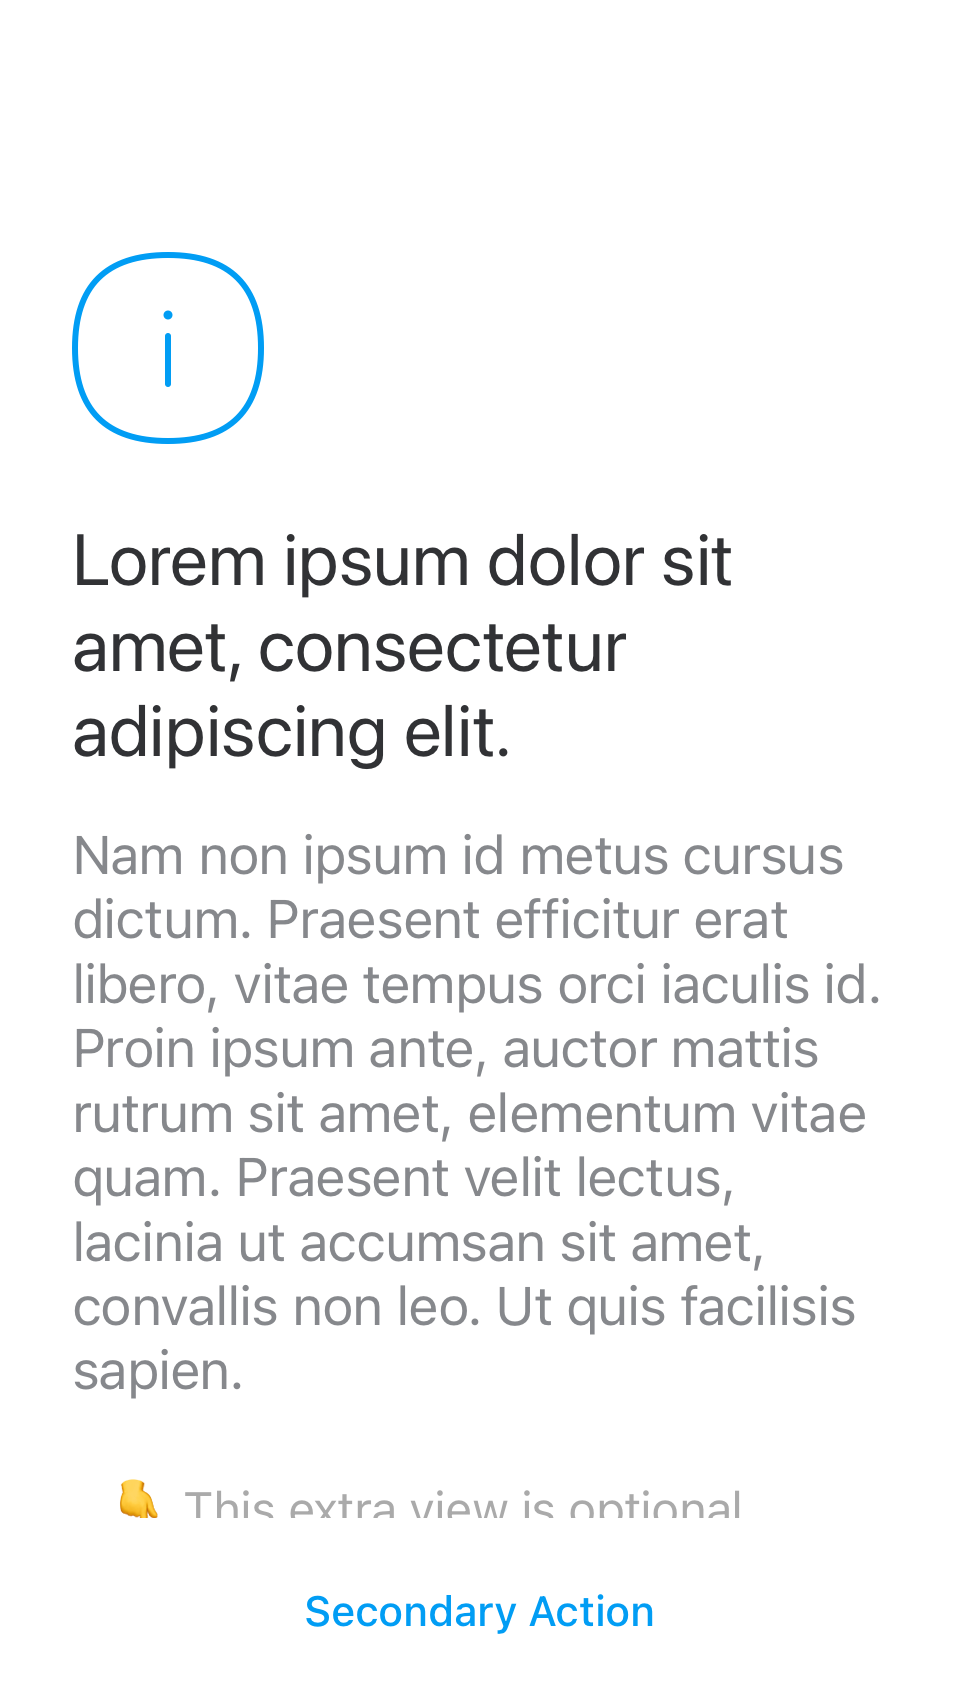 Lorem ipsum dolor sit
amet, consectetur
adipiscing elit.
Nam non ipsum id metus cursus
dictum. Praesent efficitur erat
libero, vitae tempus orci iaculis id.
Proin ipsum ante, auctor mattis
rutrum sit amet, elementum vitae
quam. Praesent velit lectus,
lacinia ut accumsan sit amet,
convallis non leo. Ut quis facilisis
sapien.
👇 This extra view is optional
Secondary Action